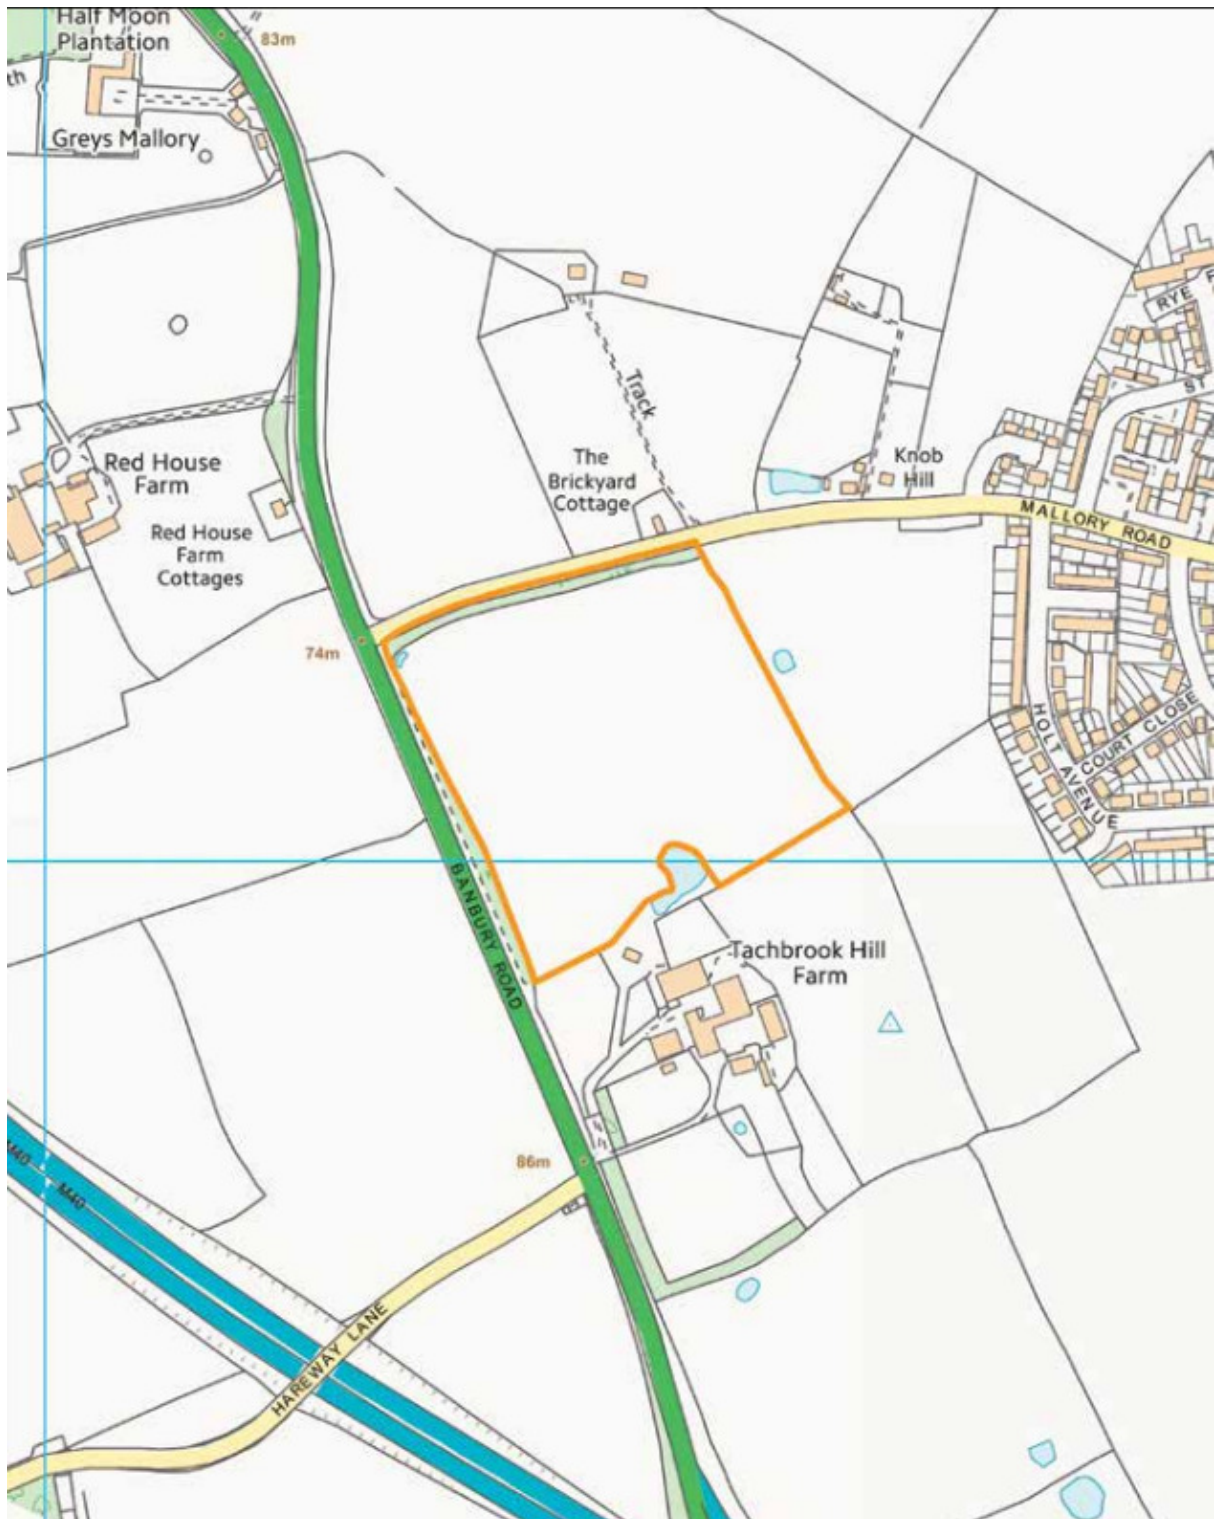 Half Moon
Plantation
83m
th
Greys Mallory
RYE F
ST
Track
Red House
Farm
The
Brickyard
Cottage
Knob
Hill
MALLORY ROAD
Red House
Farm
Cottages
74m
HOLT AVENUE
COURT CLOSE
BANBURY ROAD
Tachbrook Hill
Farm
86m
M40
M40
HAREWAY LANE